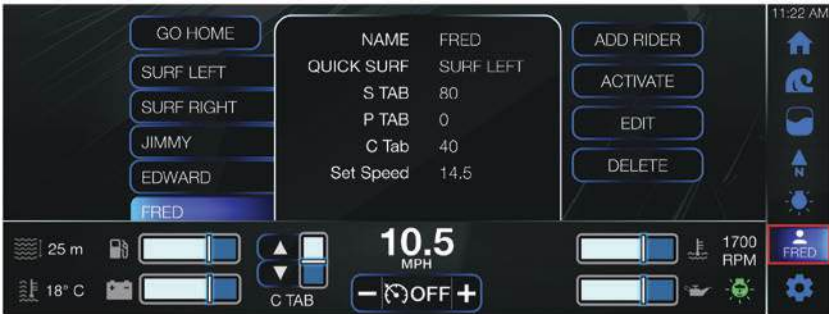 11:22 AM
GO HOME
SURF LEFT
SURF RIGHT
JIMMY
EDWARD
FRED
NAME FRED
QUICK SURF SURF LEFT
S TAB 80
P TAB 0
C Tab 40
Set Speed 14.5
ADD RIDER
ACTIVATE
EDIT
DELETE
N
FRED
25 m
18° C
C TAB
10.5
MPH
OFF
1700
RPM